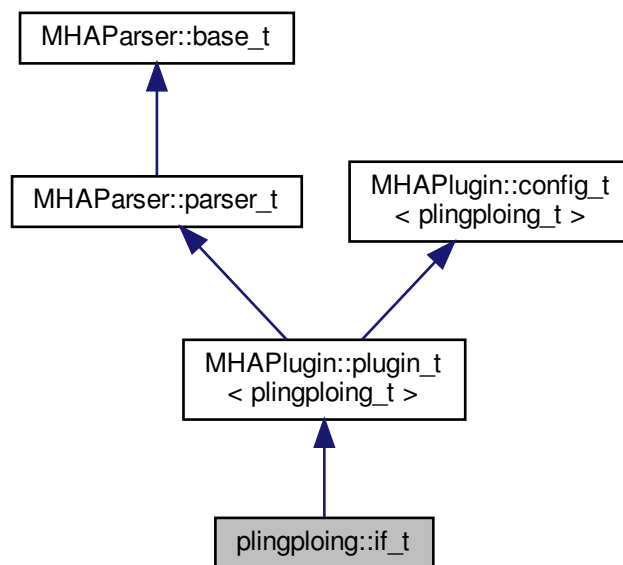 MHAParser::base_t
MHAParser::parser_t
MHAPlugin::config_t
< plingploing_t >
MHAPlugin::plugin_t
< plingploing_t >
plingploing::if_t